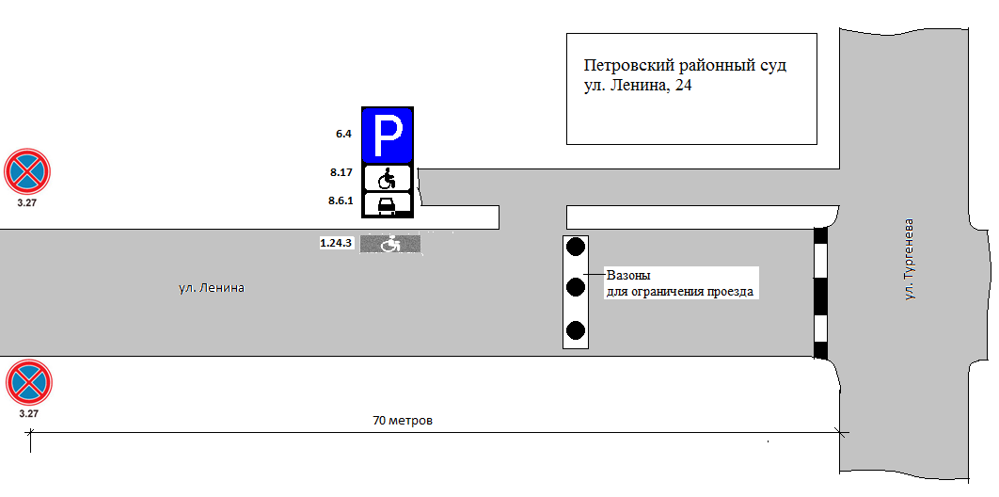 Петровский районный суд
ул. Ленина, 24
6.4
P
8.17
8.6.1
3.27
1.24.3
ул. Ленина
Вазоны
для ограничения проезда
ул. Тургенева
3.27
70 метров